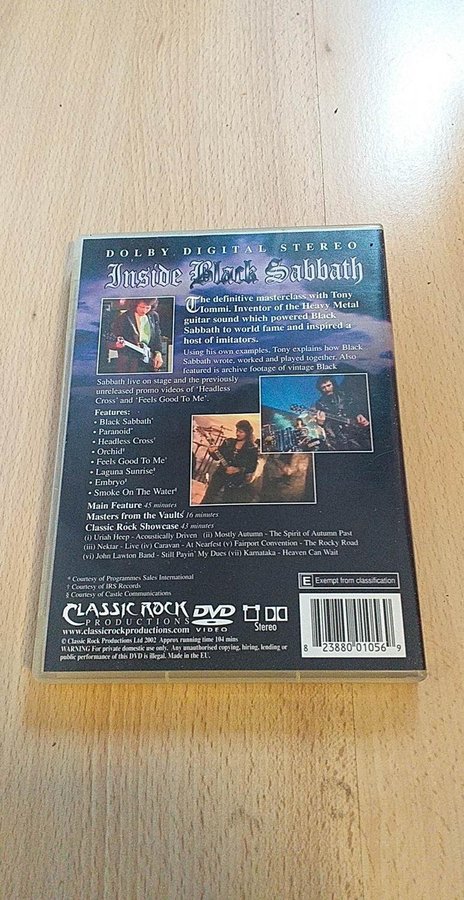 DOLBY DIGITAL STEREO
Inside Black Sabbath
The definitive masterclass with Tony
Iommi. Inventor of the Heavy Metal
guitar sound which powered Black
Sabbath to world fame and inspired a
host of imitators.
Using his own examples, Tony explains how Black
Sabbath wrote, worked and played together. Also
featured is archive footage of vintage Black
Sabbath live on stage and the previously
unreleased promo videos of 'Headless
Cross' and 'Feels Good To Me'.
Features:
• Black Sabbath*
• Paranoid*
• Headless Cross†
• Orchid‡
• Feels Good To Me†
• Laguna Sunrise§
• Embryo§
• Smoke On The Water§
Main Feature 45 minutes
Masters from the Vaults 16 minutes
Classic Rock Showcase 43 minutes
(i) Uriah Heep - Acoustically Driven (ii) Mostly Autumn - The Spirit of Autumn Past
(iii) Nektar - Live (iv) Caravan - At Nearfest (v) Fairport Convention - The Rocky Road
(vi) John Lawton Band - Still Payin' My Dues (vii) Karnataka - Heaven Can Wait
* Courtesy of Programmes Sales International
† Courtesy of IRS Records
§ Courtesy of Castle Communications
E Exempt from classification
CLASSIC ROCK
PRODUCTIONS
www.classicrockproductions.com
DVD
VIDEO
Stereo
© Classic Rock Productions Ltd 2002 Approx running time 104 mins
WARNING For private domestic use only. Any unauthorised copying, hiring, lending or
public performance of this DVD is illegal. Made in the EU.
8 23880 01056 9